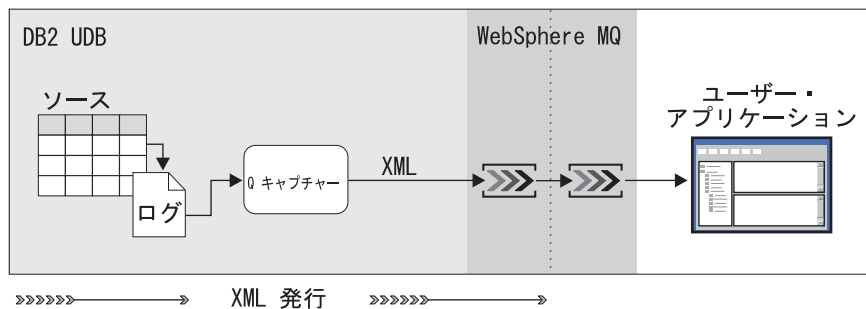 DB2 UDB
WebSphere MQ
ソース
ユーザー・
アプリケーション
Q キャプチャー
XML
ログ
XML 発行